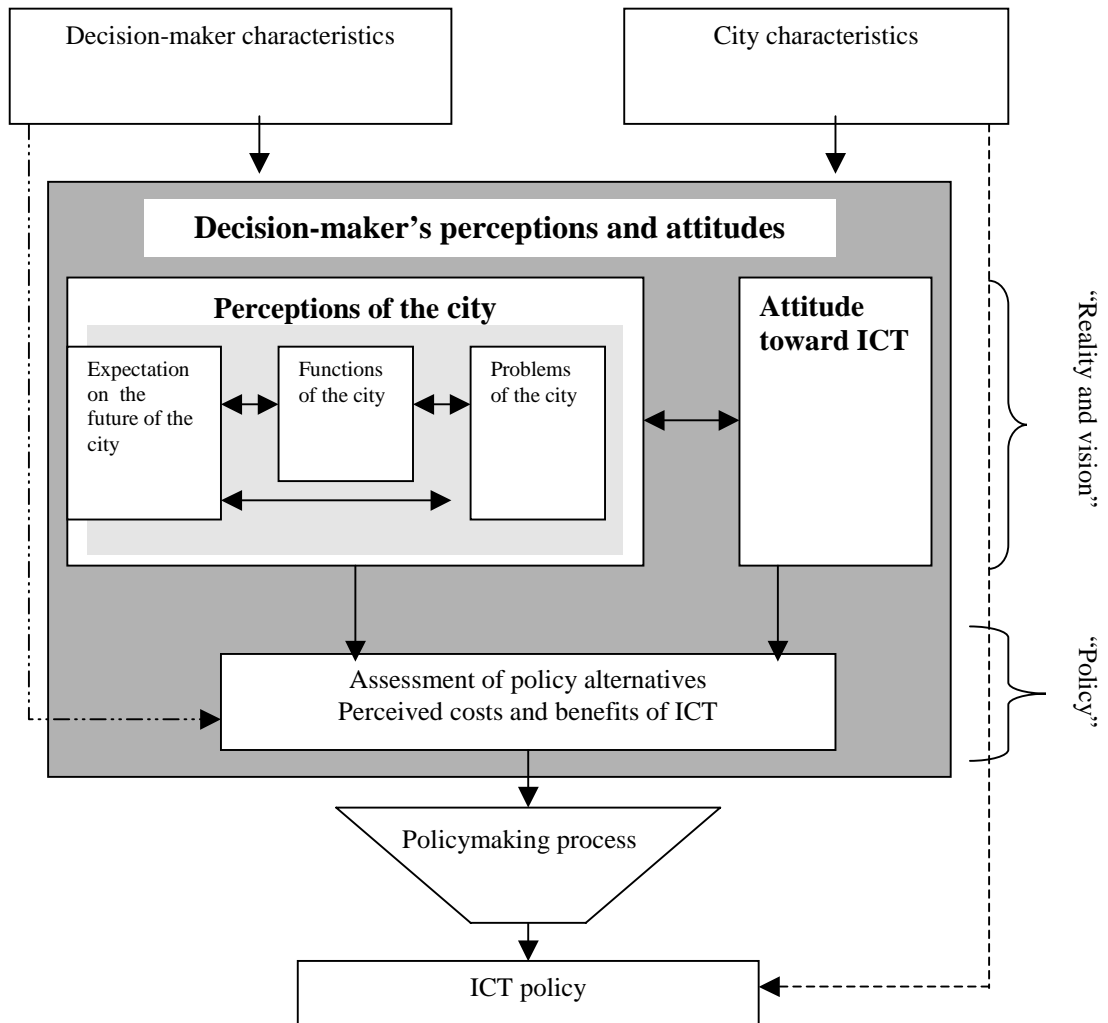 Decision-maker characteristics
City characteristics
Decision-maker’s perceptions and attitudes
Perceptions of the city
Attitude
toward ICT
Expectation
on the
future of the
city
Functions
of the city
Problems
of the city
“Reality and vision”
Assessment of policy alternatives
Perceived costs and benefits of ICT
“Policy”
Policymaking process
ICT policy